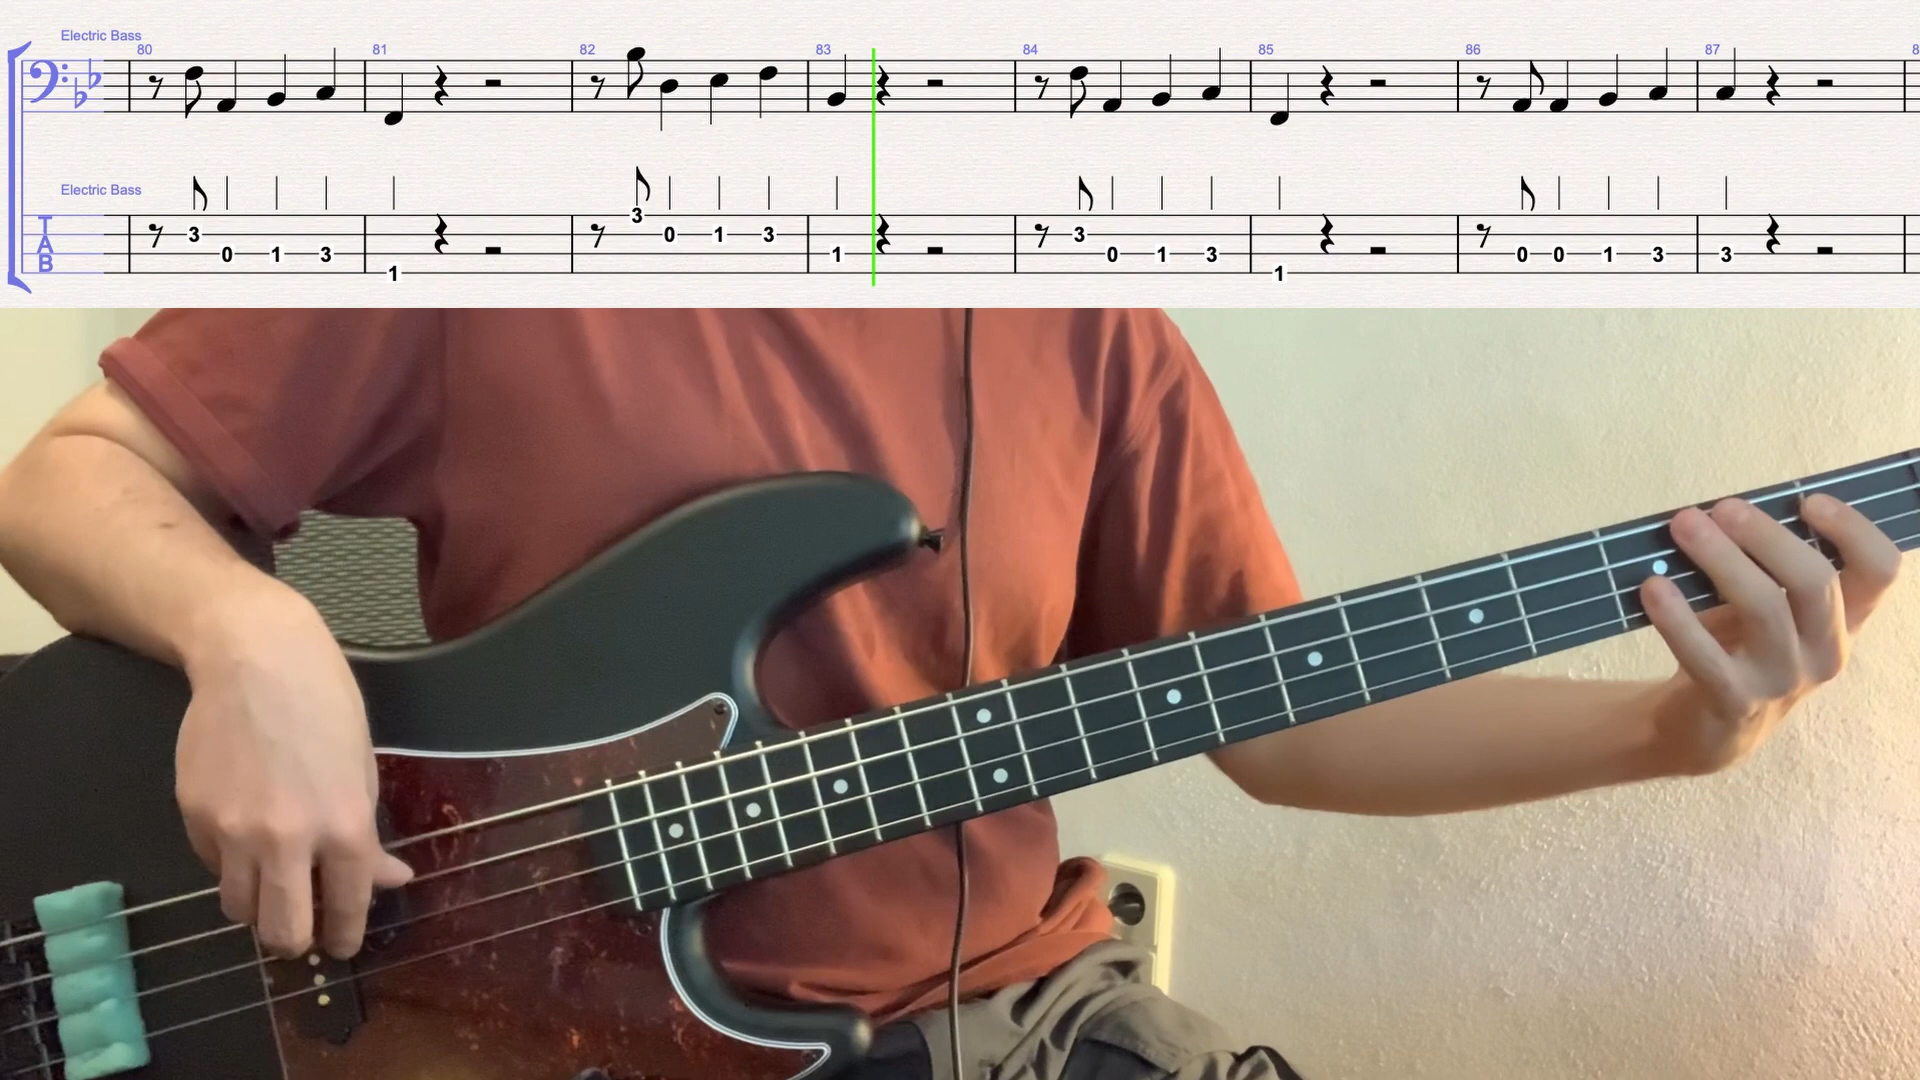 Electric Bass
80 81 82 83 84 85 86 87 8
Electric Bass
T
A
B
3 0 1 3 1 3 0 1 3 1 3 0 1 3 1 0 0 1 3 3